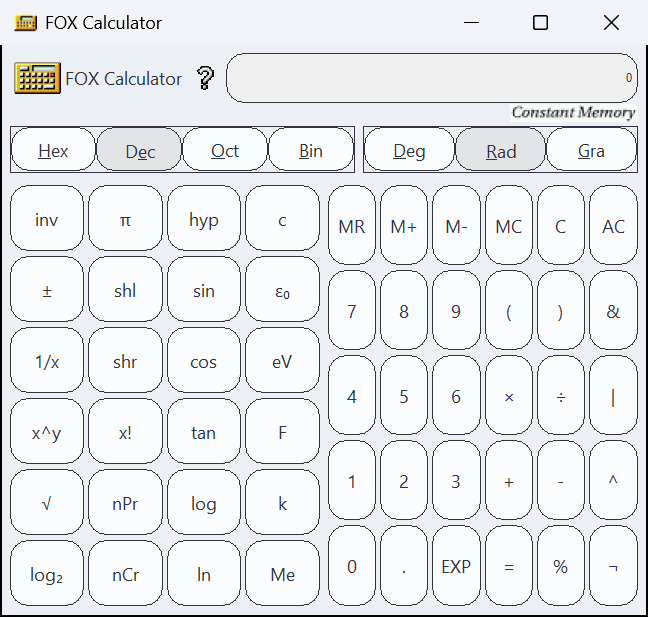 FOX Calculator
FOX Calculator ? 0
Constant Memory
Hex Dec Oct Bin Deg Rad Gra
inv π hyp c MR M+ M- MC C AC
± shl sin ε₀ 7 8 9 ( ) &
1/x shr cos eV 4 5 6 × ÷ |
x^y x! tan F 1 2 3 + - ^
√ nPr log k 0 . EXP = % ¬
log₂ nCr ln Me